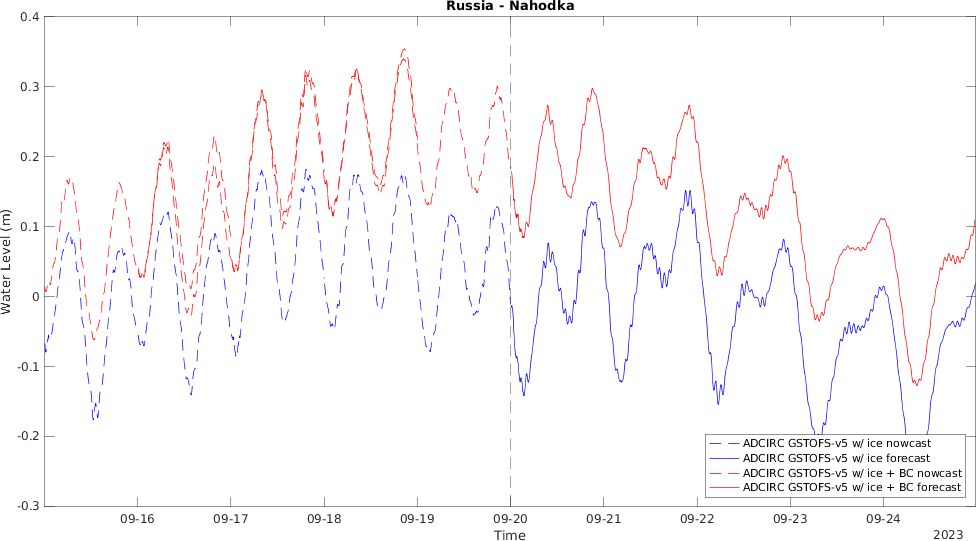 Russia - Nahodka
0.4
0.3
0.2
0.1
0
-0.1
-0.2
-0.3
Water Level (m)
ADCIRC GSTOFS-v5 w/ ice nowcast
ADCIRC GSTOFS-v5 w/ ice forecast
ADCIRC GSTOFS-v5 w/ ice + BC nowcast
ADCIRC GSTOFS-v5 w/ ice + BC forecast
09-16 09-17 09-18 09-19 09-20 09-21 09-22 09-23 09-24
Time
2023